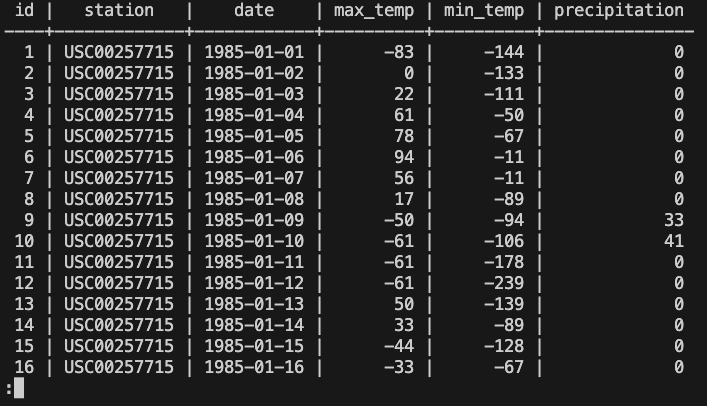 id |   station   |    date    | max_temp | min_temp | precipitation
----+-------------+------------+----------+----------+---------------
  1 | USC00257715 | 1985-01-01 |      -83 |     -144 |             0
  2 | USC00257715 | 1985-01-02 |        0 |     -133 |             0
  3 | USC00257715 | 1985-01-03 |       22 |     -111 |             0
  4 | USC00257715 | 1985-01-04 |       61 |      -50 |             0
  5 | USC00257715 | 1985-01-05 |       78 |      -67 |             0
  6 | USC00257715 | 1985-01-06 |       94 |      -11 |             0
  7 | USC00257715 | 1985-01-07 |       56 |      -11 |             0
  8 | USC00257715 | 1985-01-08 |       17 |      -89 |             0
  9 | USC00257715 | 1985-01-09 |      -50 |      -94 |            33
 10 | USC00257715 | 1985-01-10 |      -61 |     -106 |            41
 11 | USC00257715 | 1985-01-11 |      -61 |     -178 |             0
 12 | USC00257715 | 1985-01-12 |      -61 |     -239 |             0
 13 | USC00257715 | 1985-01-13 |       50 |     -139 |             0
 14 | USC00257715 | 1985-01-14 |       33 |      -89 |             0
 15 | USC00257715 | 1985-01-15 |      -44 |     -128 |             0
 16 | USC00257715 | 1985-01-16 |      -33 |      -67 |             0
: